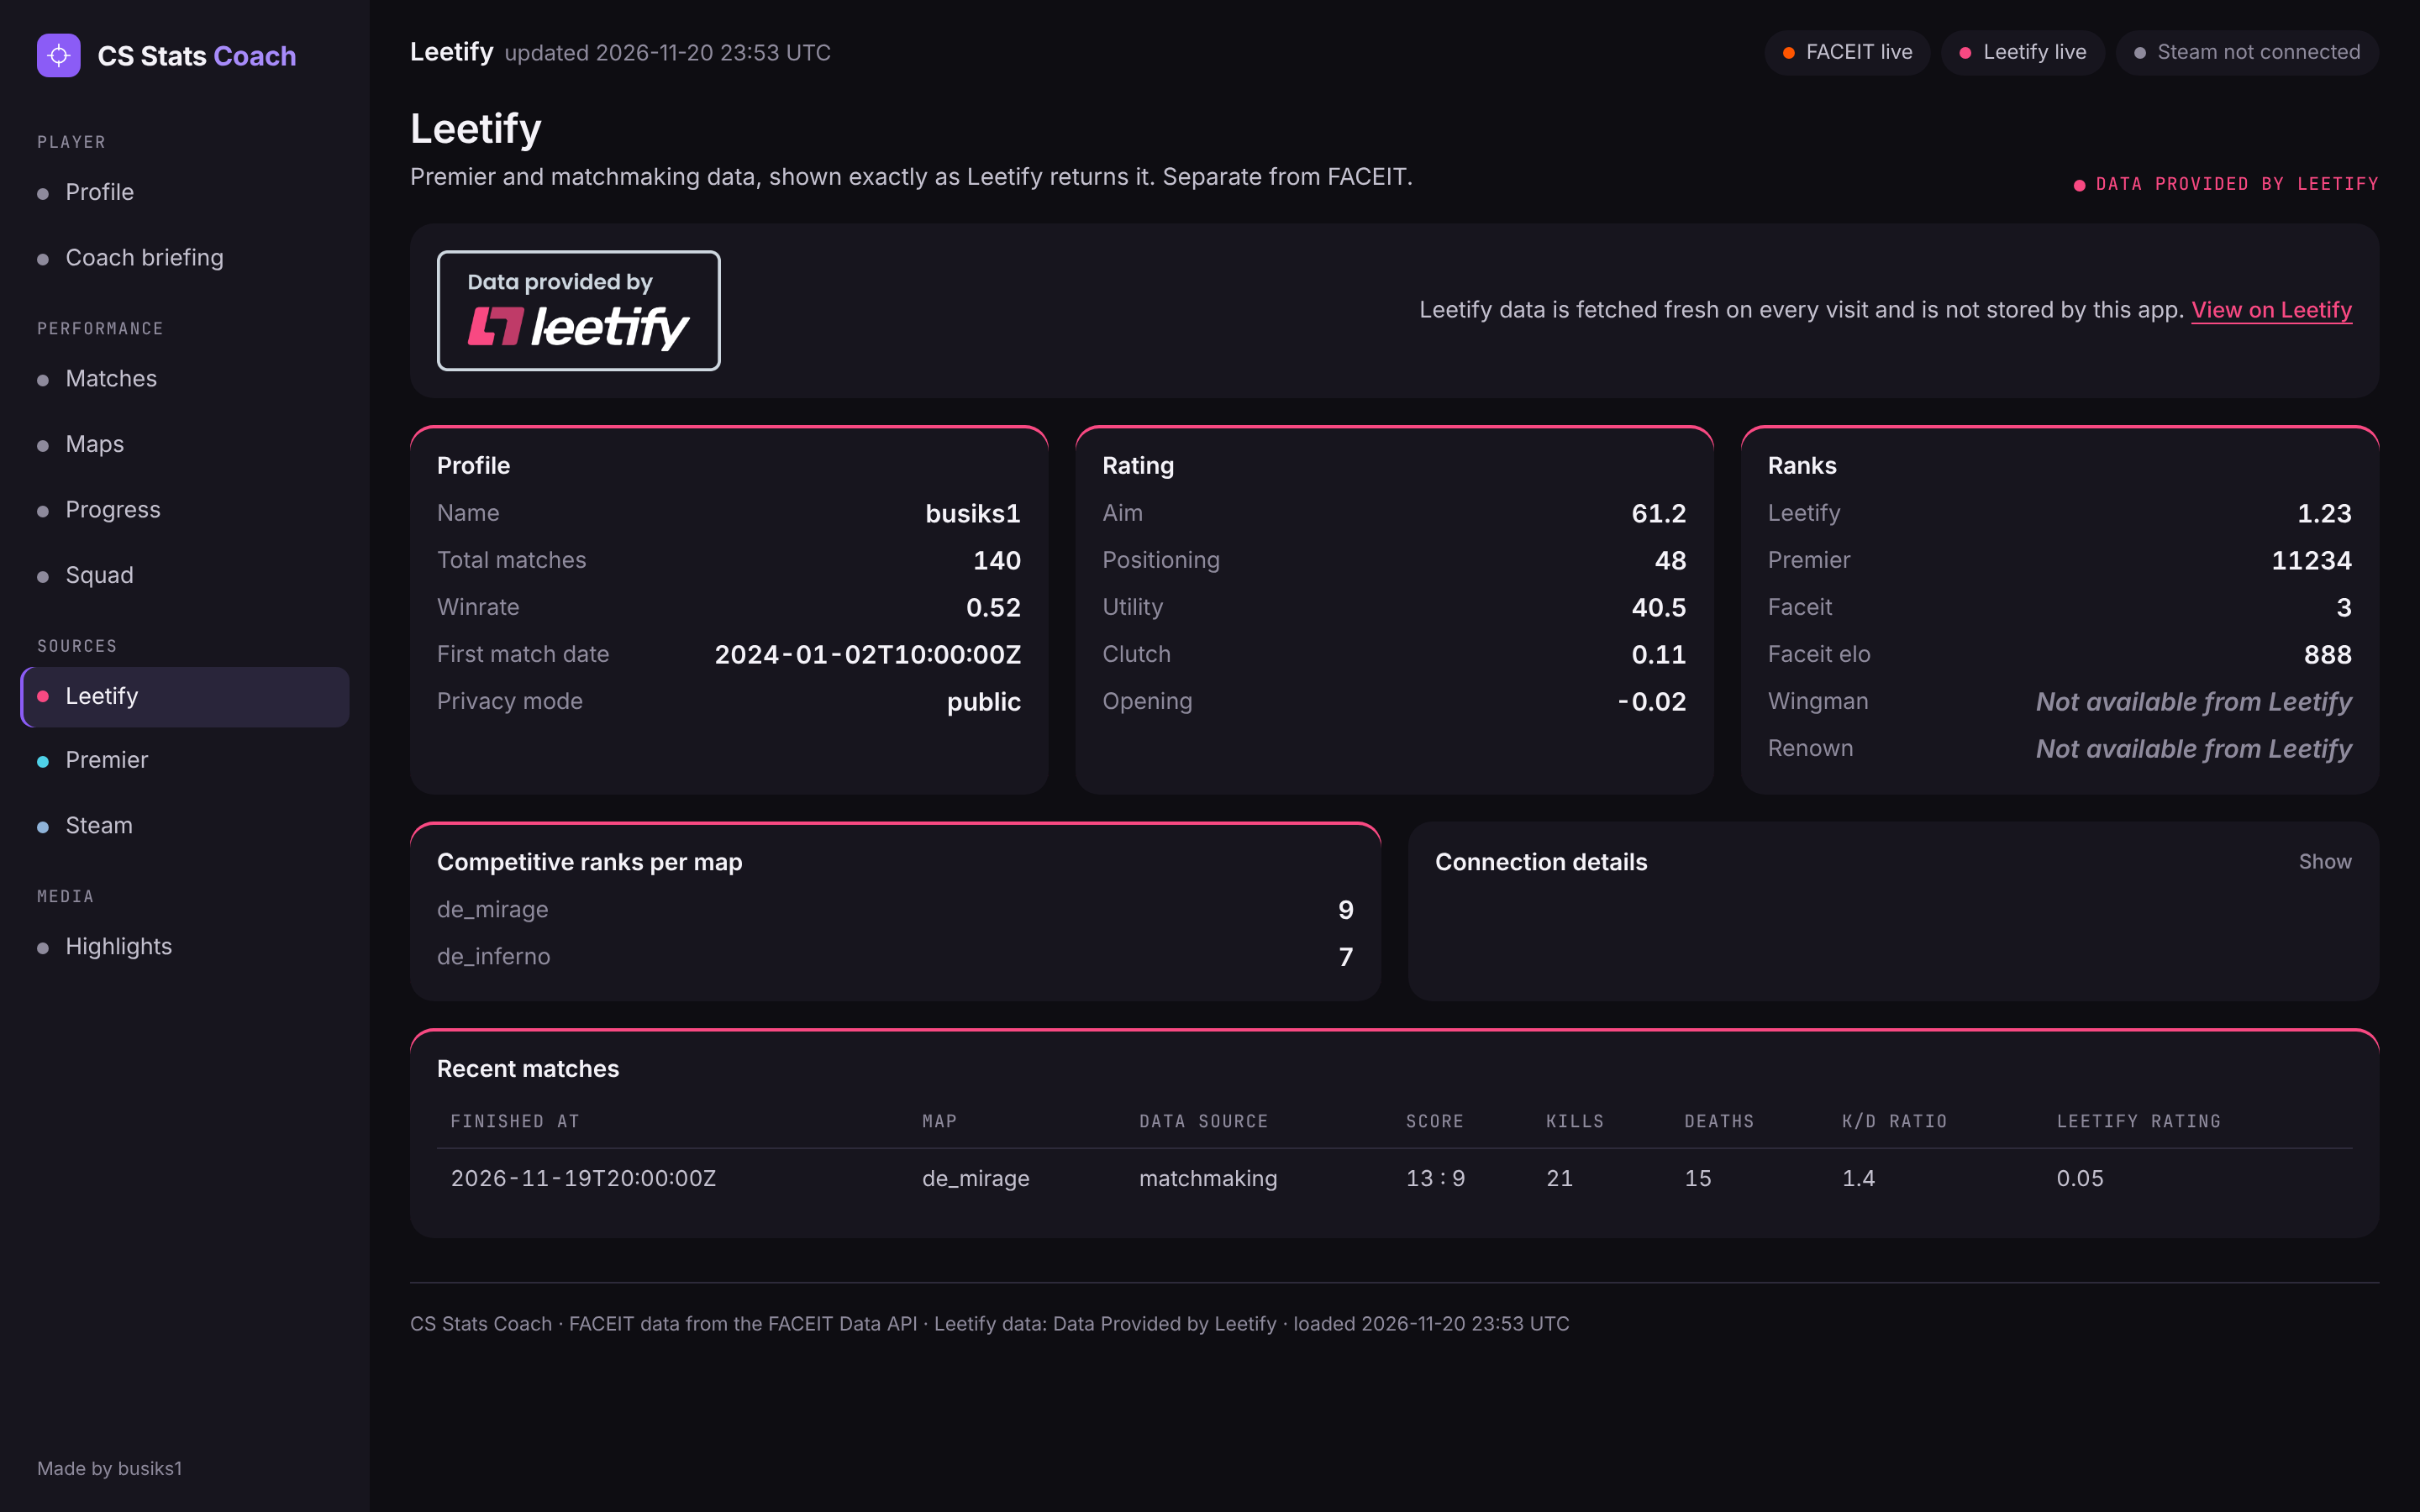 CS Stats Coach
PLAYER
Profile
Coach briefing
PERFORMANCE
Matches
Maps
Progress
Squad
SOURCES
Leetify
Premier
Steam
MEDIA
Highlights
Made by busiks1
Leetify updated 2026-11-20 23:53 UTC
FACEIT live
Leetify live
Steam not connected
Leetify
Premier and matchmaking data, shown exactly as Leetify returns it. Separate from FACEIT.
DATA PROVIDED BY LEETIFY
Data provided by
leetify
Leetify data is fetched fresh on every visit and is not stored by this app. View on Leetify
Profile
Name busiks1
Total matches 140
Winrate 0.52
First match date 2024-01-02T10:00:00Z
Privacy mode public
Rating
Aim 61.2
Positioning 48
Utility 40.5
Clutch 0.11
Opening -0.02
Ranks
Leetify 1.23
Premier 11234
Faceit 3
Faceit elo 888
Wingman Not available from Leetify
Renown Not available from Leetify
Competitive ranks per map
de_mirage 9
de_inferno 7
Connection details Show
Recent matches
FINISHED AT MAP DATA SOURCE SCORE KILLS DEATHS K/D RATIO LEETIFY RATING
2026-11-19T20:00:00Z de_mirage matchmaking 13 : 9 21 15 1.4 0.05
CS Stats Coach · FACEIT data from the FACEIT Data API · Leetify data: Data Provided by Leetify · loaded 2026-11-20 23:53 UTC